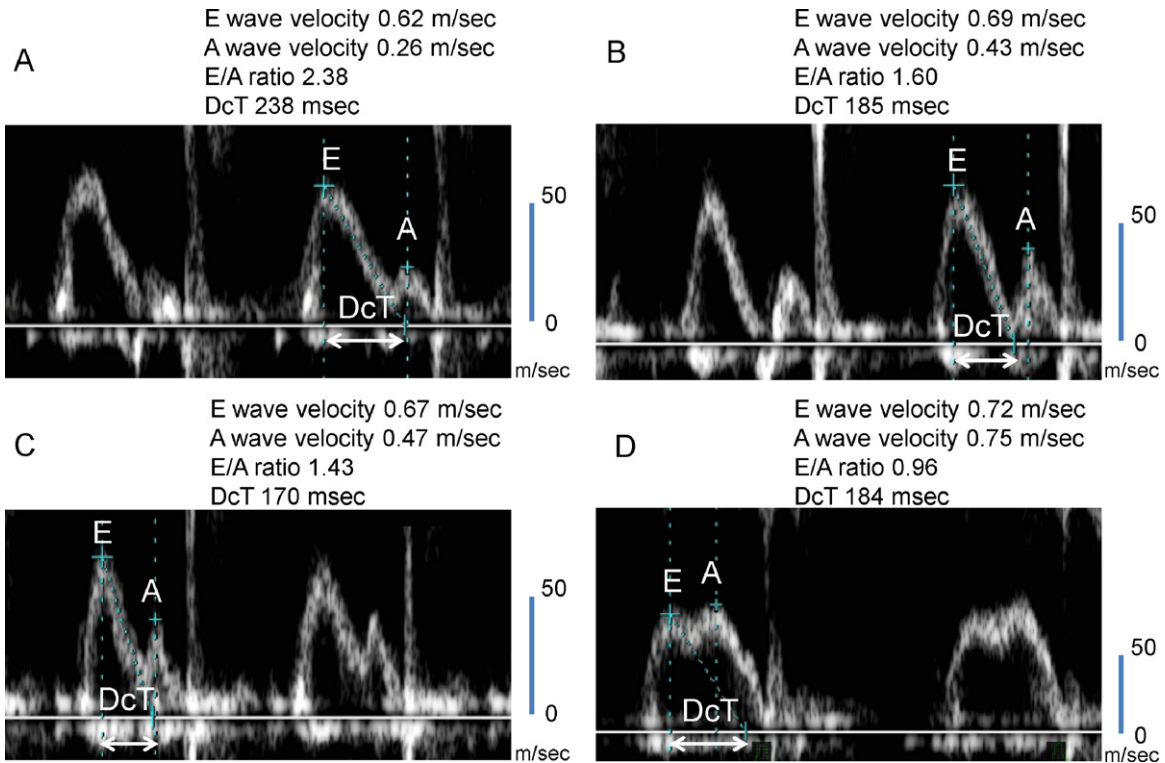 A
E wave velocity 0.62 m/sec
A wave velocity 0.26 m/sec
E/A ratio 2.38
DcT 238 msec
E
A
DcT
50
0
m/sec
B
E wave velocity 0.69 m/sec
A wave velocity 0.43 m/sec
E/A ratio 1.60
DcT 185 msec
E
A
DcT
50
0
m/sec
C
E wave velocity 0.67 m/sec
A wave velocity 0.47 m/sec
E/A ratio 1.43
DcT 170 msec
E
A
DcT
50
0
m/sec
D
E wave velocity 0.72 m/sec
A wave velocity 0.75 m/sec
E/A ratio 0.96
DcT 184 msec
E
A
DcT
50
0
m/sec